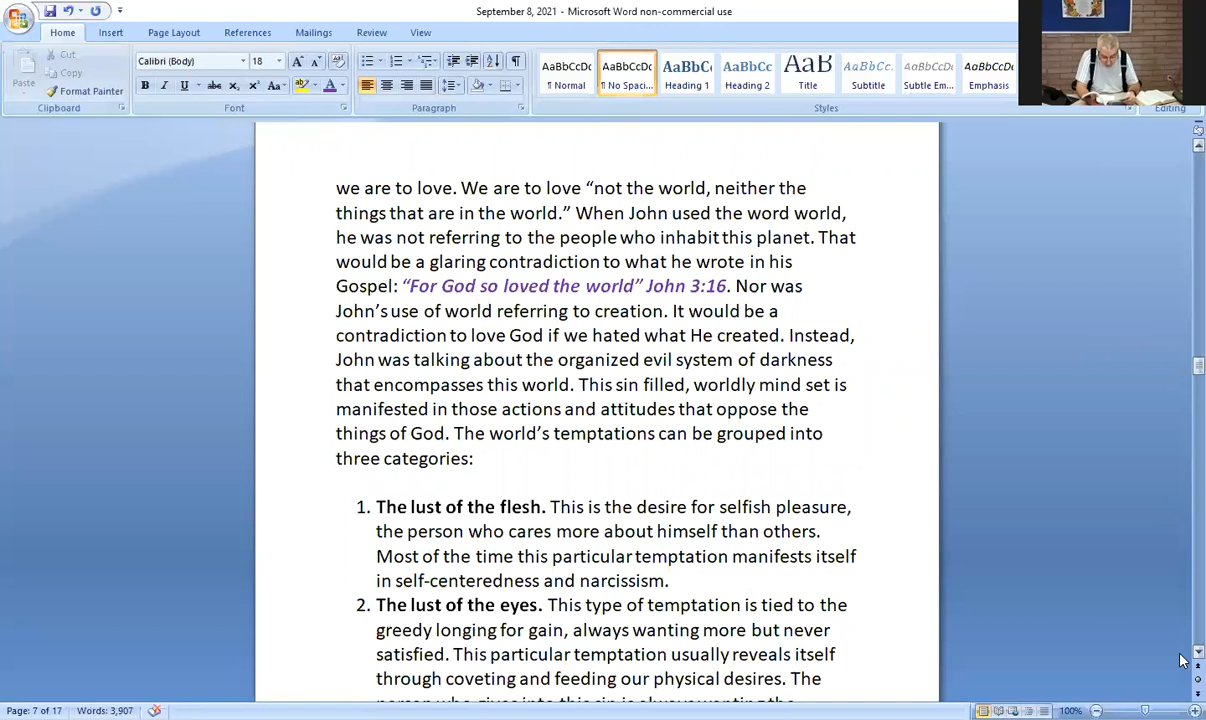 September 8, 2021 - Microsoft Word non-commercial use
Home Insert Page Layout References Mailings Review View
Cut
Copy
Paste
Format Painter
Clipboard
Calibri (Body) 18
Font
Paragraph
AaBbCcDc AaBbCcDc AaBbC AaBbCc AaB AaBbCc AaBbCcDc AaBbCcDc
¶ Normal ¶ No Spaci... Heading 1 Heading 2 Title Subtitle Subtle Em... Emphasis
Styles
Editing
we are to love. We are to love “not the world, neither the
things that are in the world.” When John used the word world,
he was not referring to the people who inhabit this planet. That
would be a glaring contradiction to what he wrote in his
Gospel: “For God so loved the world” John 3:16. Nor was
John’s use of world referring to creation. It would be a
contradiction to love God if we hated what He created. Instead,
John was talking about the organized evil system of darkness
that encompasses this world. This sin filled, worldly mind set is
manifested in those actions and attitudes that oppose the
things of God. The world’s temptations can be grouped into
three categories:
1. The lust of the flesh. This is the desire for selfish pleasure,
the person who cares more about himself than others.
Most of the time this particular temptation manifests itself
in self-centeredness and narcissism.
2. The lust of the eyes. This type of temptation is tied to the
greedy longing for gain, always wanting more but never
satisfied. This particular temptation usually reveals itself
through coveting and feeding our physical desires. The
person who gives into this sin is always wanting the
Page: 7 of 17 Words: 3,907 100%